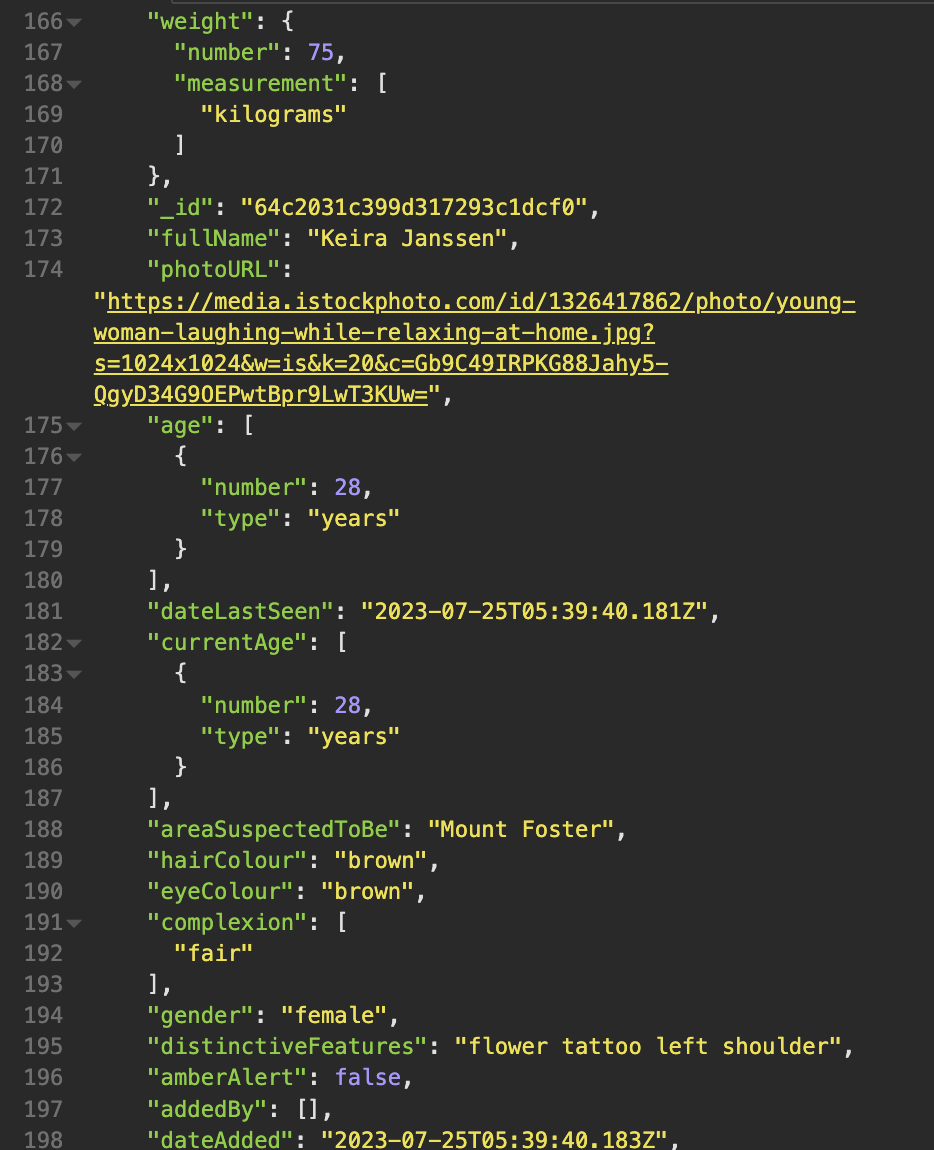 166 "weight": {
167 "number": 75,
168 "measurement": [
169 "kilograms"
170 ]
171 },
172 "_id": "64c2031c399d317293c1dcf0",
173 "fullName": "Keira Janssen",
174 "photoURL":
"https://media.istockphoto.com/id/1326417862/photo/young-
woman-laughing-while-relaxing-at-home.jpg?
s=1024x1024&w=is&k=20&c=Gb9C49IRPKG88Jahy5-
QgyD34G9OEPwtBpr9LwT3KUw=",
175 "age": [
176 {
177 "number": 28,
178 "type": "years"
179 }
180 ],
181 "dateLastSeen": "2023-07-25T05:39:40.181Z",
182 "currentAge": [
183 {
184 "number": 28,
185 "type": "years"
186 }
187 ],
188 "areaSuspectedToBe": "Mount Foster",
189 "hairColour": "brown",
190 "eyeColour": "brown",
191 "complexion": [
192 "fair"
193 ],
194 "gender": "female",
195 "distinctiveFeatures": "flower tattoo left shoulder",
196 "amberAlert": false,
197 "addedBy": [],
198 "dateAdded": "2023-07-25T05:39:40.183Z",